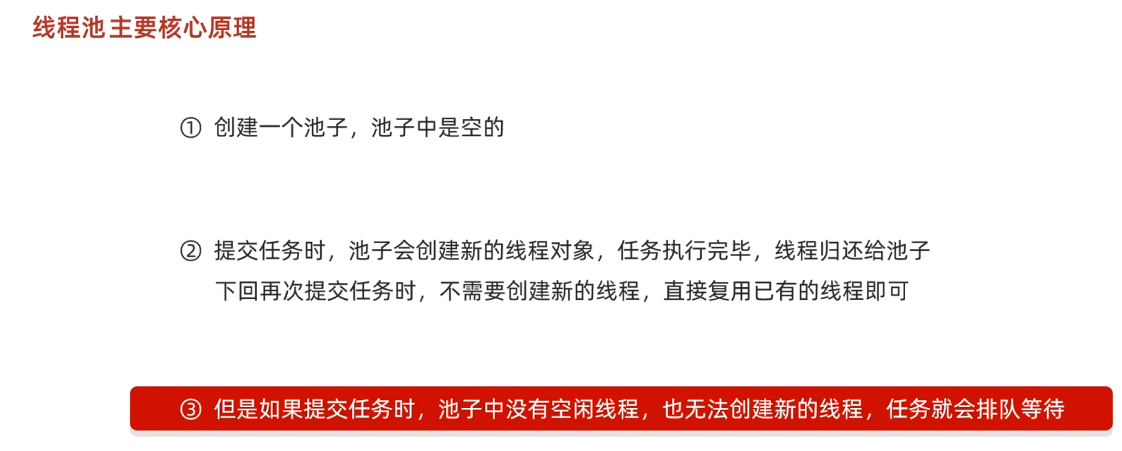 线程池主要核心原理
① 创建一个池子，池子中是空的
② 提交任务时，池子会创建新的线程对象，任务执行完毕，线程归还给池子
下回再次提交任务时，不需要创建新的线程，直接复用已有的线程即可
③ 但是如果提交任务时，池子中没有空闲线程，也无法创建新的线程，任务就会排队等待